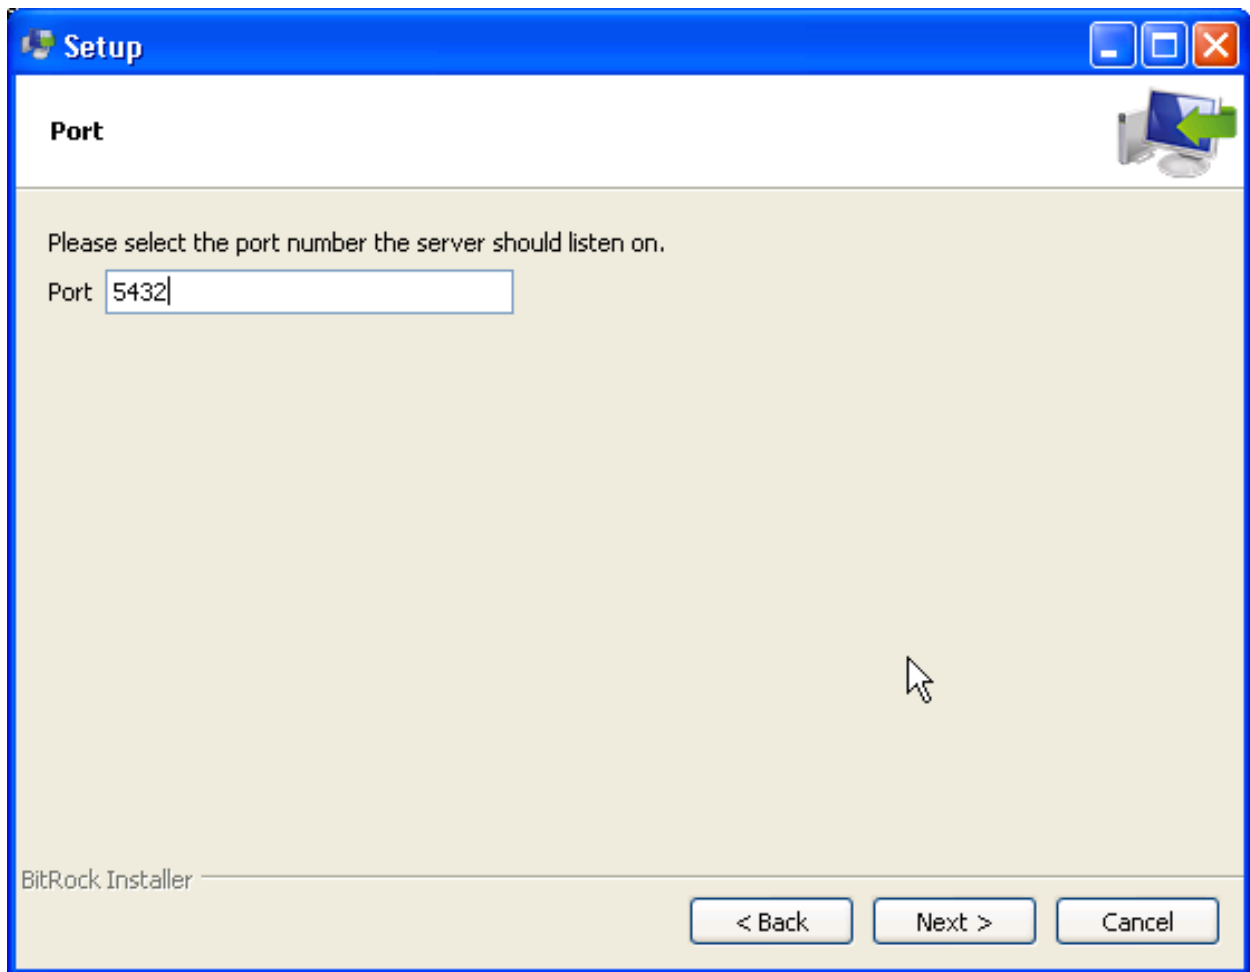 Setup
Port
Please select the port number the server should listen on.
Port 5432
BitRock Installer
< Back Next > Cancel